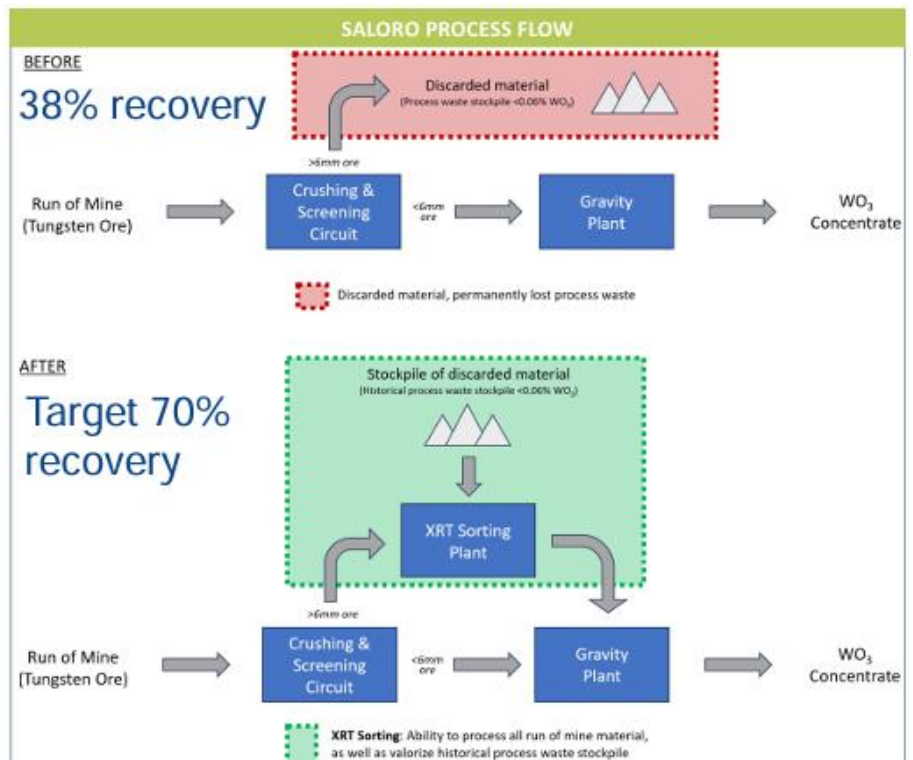 SALORO PROCESS FLOW
BEFORE
38% recovery
Discarded material
(Process waste stockpile <0.06% WO₃)
>6mm ore
Run of Mine
(Tungsten Ore)
Crushing &
Screening
Circuit
<6mm
ore
Gravity
Plant
WO₃
Concentrate
Discarded material, permanently lost process waste
AFTER
Target 70%
recovery
Stockpile of discarded material
(Historical process waste stockpile <0.06% WO₃)
XRT Sorting
Plant
>6mm ore
Run of Mine
(Tungsten Ore)
Crushing &
Screening
Circuit
<6mm
ore
Gravity
Plant
WO₃
Concentrate
XRT Sorting: Ability to process all run of mine material,
as well as valorize historical process waste stockpile